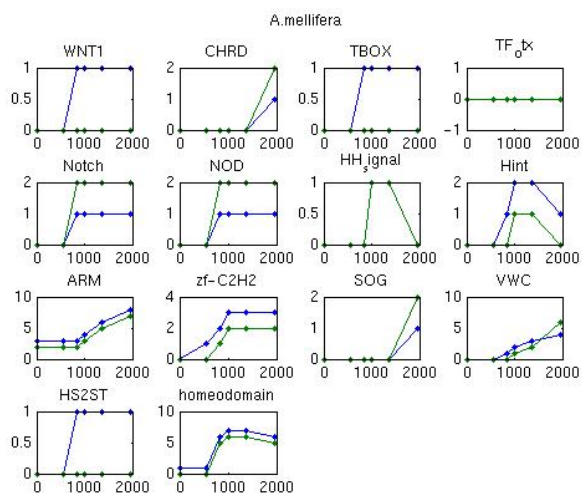 A.mellifera
WNT1 CHRD TBOX TF_otx
1 2 1 1
0.5 1 0.5 0
0 0 0 -1
0 1000 2000 0 1000 2000 0 1000 2000 0 1000 2000
Notch NOD HH_signal Hint
2 2 1 2
1 1 0.5 1
0 0 0 0
0 1000 2000 0 1000 2000 0 1000 2000 0 1000 2000
ARM zf-C2H2 SOG VWC
10 4 2 10
5 2 1 5
0 0 0 0
0 1000 2000 0 1000 2000 0 1000 2000 0 1000 2000
HS2ST homeodomain
1 10
0.5 5
0 0
0 1000 2000 0 1000 2000